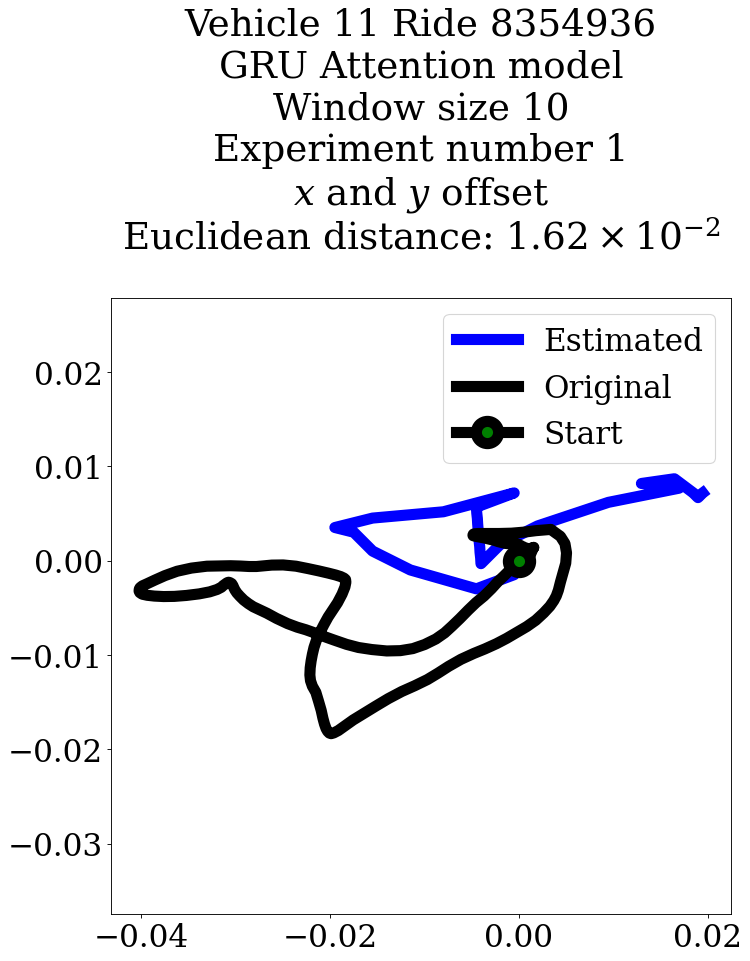 Vehicle 11 Ride 8354936
GRU Attention model
Window size 10
Experiment number 1
x and y offset
Euclidean distance: 1.62 × 10⁻²
Estimated
Original
Start
0.02
0.01
0.00
−0.01
−0.02
−0.03
−0.04
−0.02
0.00
0.02